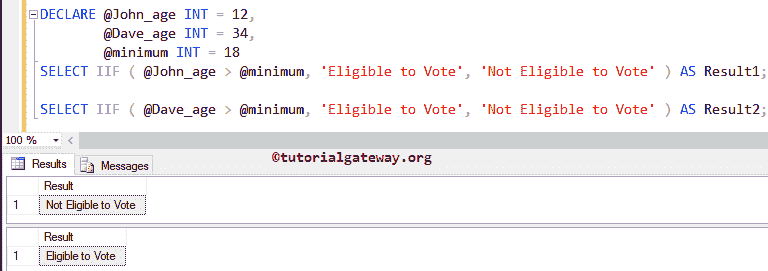 DECLARE @John_age INT = 12,
@Dave_age INT = 34,
@minimum INT = 18
SELECT IIF ( @John_age > @minimum, 'Eligible to Vote', 'Not Eligible to Vote' ) AS Result1;
SELECT IIF ( @Dave_age > @minimum, 'Eligible to Vote', 'Not Eligible to Vote' ) AS Result2;
100 %
Results Messages
@tutorialgateway.org
Result
1 Not Eligible to Vote
Result
1 Eligible to Vote